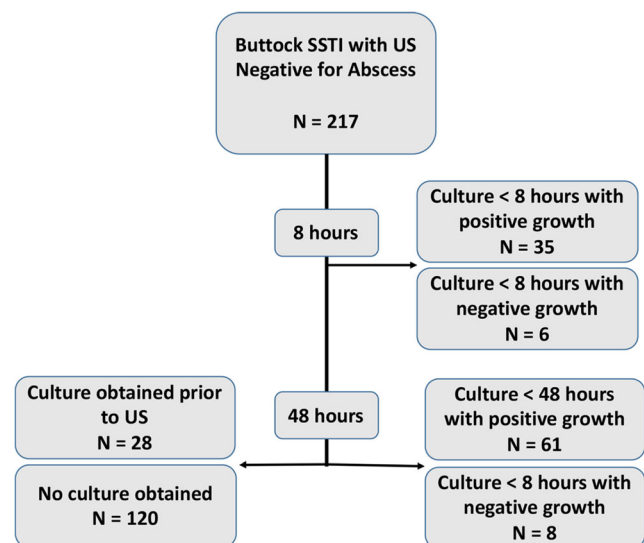 Buttock SSTI with US
Negative for Abscess
N = 217
8 hours
Culture < 8 hours with
positive growth
N = 35
Culture < 8 hours with
negative growth
N = 6
48 hours
Culture obtained prior
to US
N = 28
No culture obtained
N = 120
Culture < 48 hours
with positive growth
N = 61
Culture < 8 hours with
negative growth
N = 8